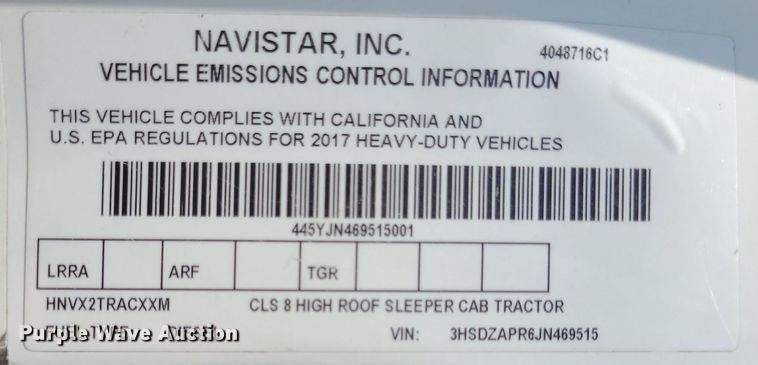 NAVISTAR, INC.
4048716C1
VEHICLE EMISSIONS CONTROL INFORMATION
THIS VEHICLE COMPLIES WITH CALIFORNIA AND
U.S. EPA REGULATIONS FOR 2017 HEAVY-DUTY VEHICLES
445YJN469515001
LRRA ARF TGR
HNVX2TRACXXM CLS 8 HIGH ROOF SLEEPER CAB TRACTOR
VIN: 3HSDZAPR6JN469515
Purple Wave Auction